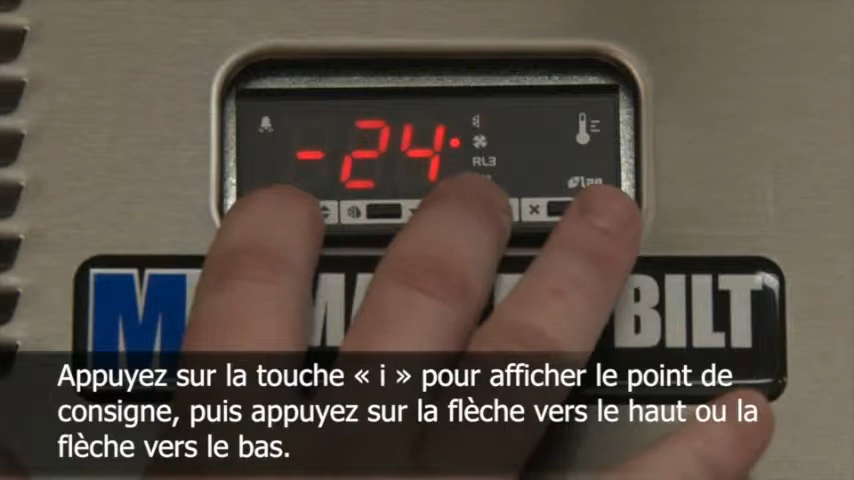 -24.
RL3
M
BILT
Appuyez sur la touche « i » pour afficher le point de
consigne, puis appuyez sur la flèche vers le haut ou la
flèche vers le bas.